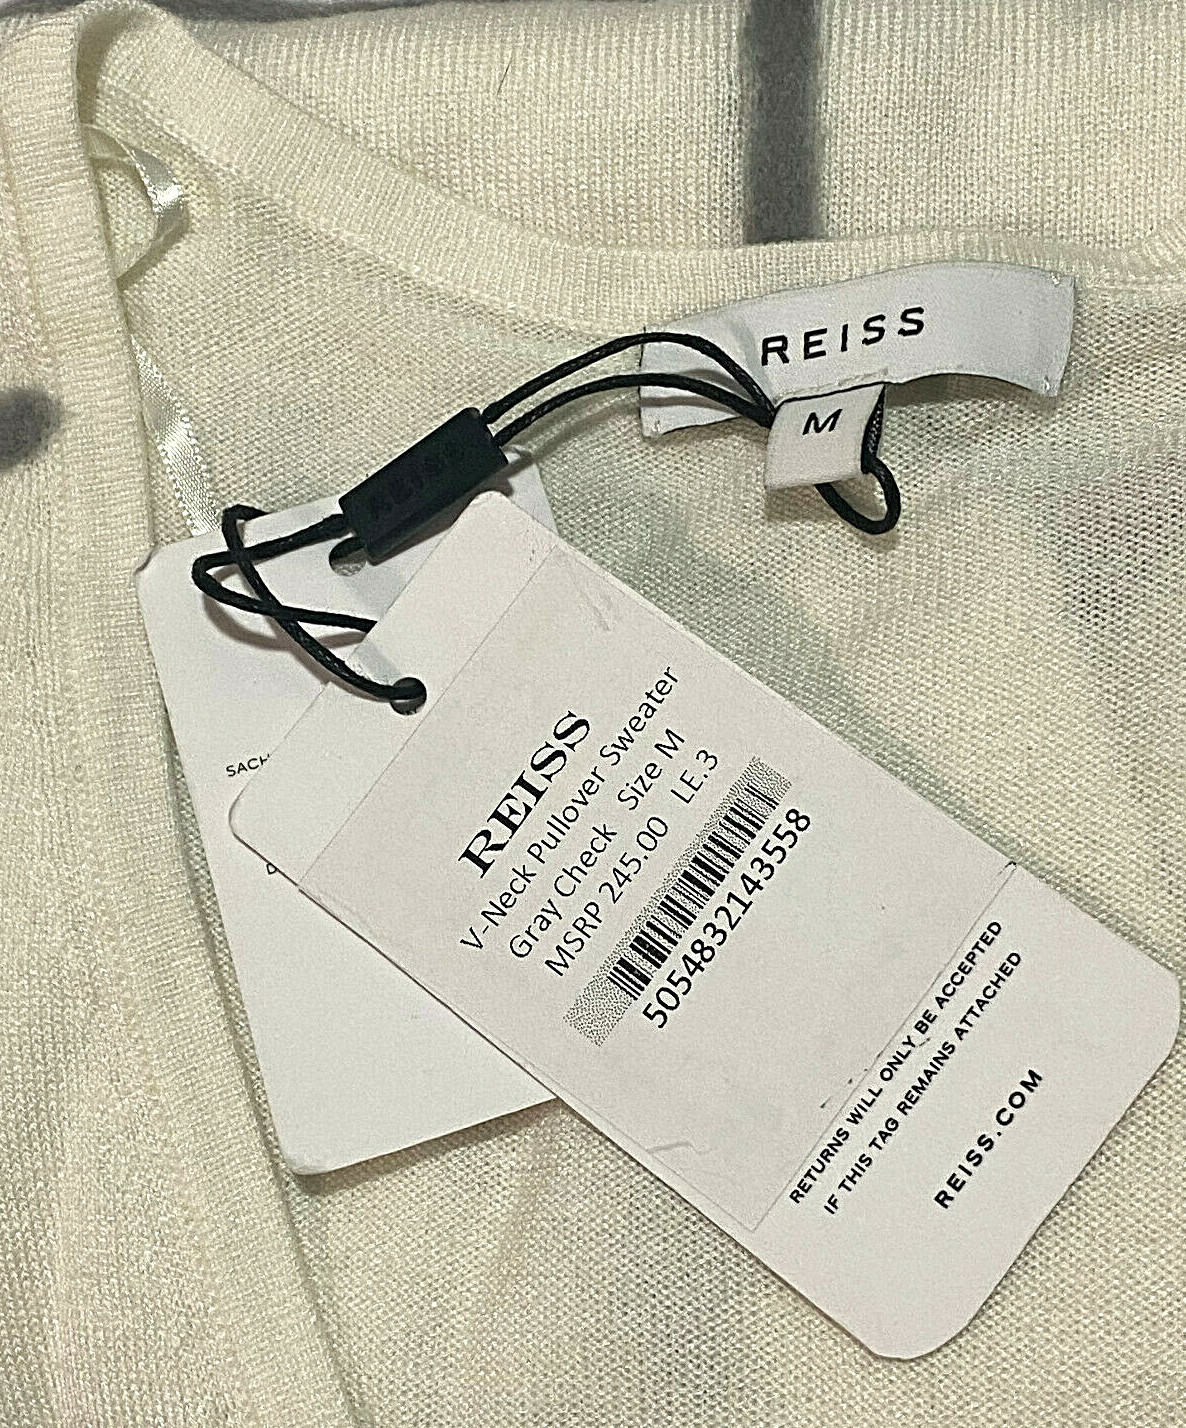 REISS
M
REISS
V-Neck Pullover Sweater
Gray Check Size M
MSRP 245.00 LE.3
5054832143558
RETURNS WILL ONLY BE ACCEPTED
IF THIS TAG REMAINS ATTACHED
REISS.COM
REISS